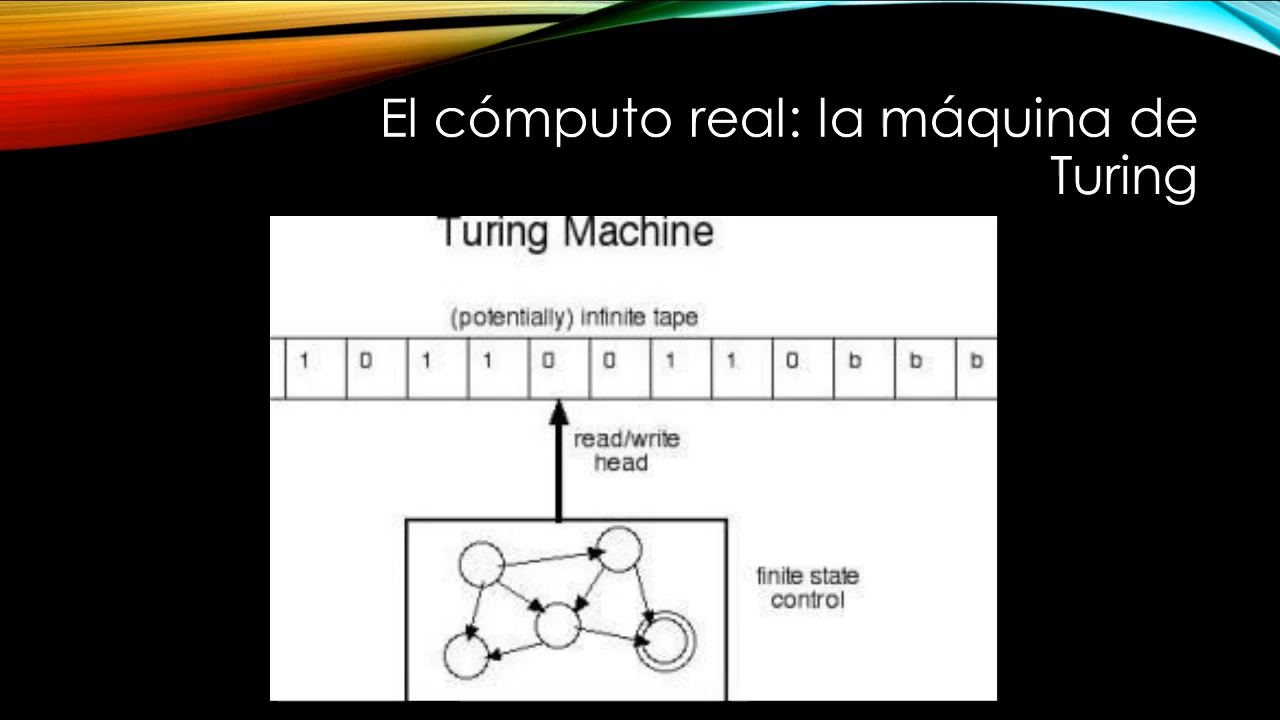 El cómputo real: la máquina de
Turing
Turing Machine
(potentially) infinite tape
1 0 1 1 0 0 1 1 0 b b b
read/write
head
finite state
control